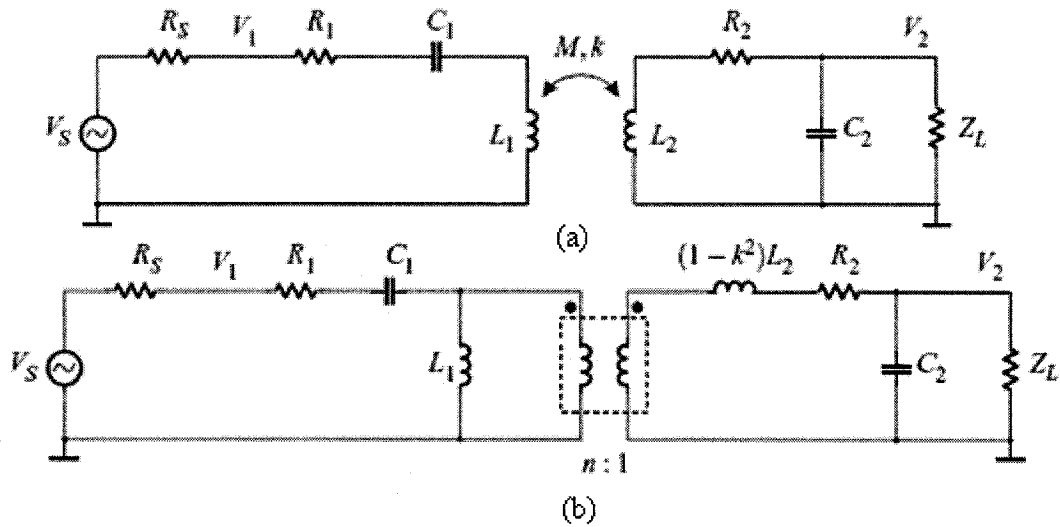 R_S V_1 R_1 C_1 M, k R_2 V_2
V_S L_1 L_2 C_2 Z_L
(a)
R_S V_1 R_1 C_1 (1 − k²)L_2 R_2 V_2
V_S L_1 C_2 Z_L
n : 1
(b)